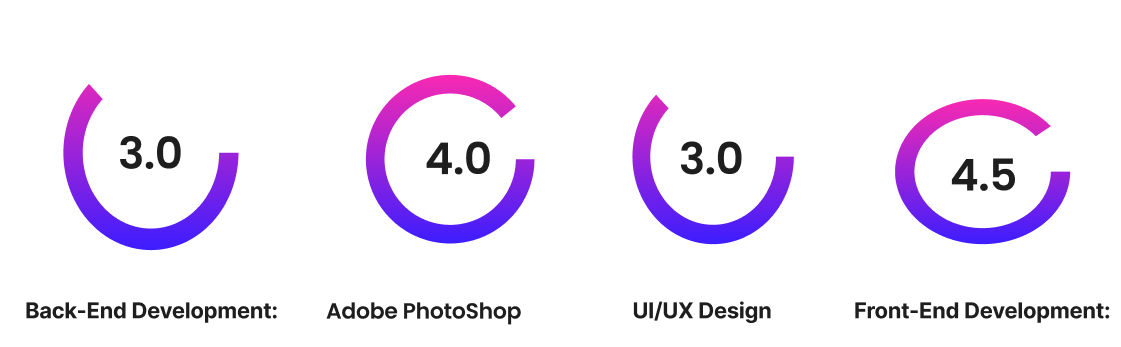 3.0
4.0
3.0
4.5
Back-End Development:
Adobe PhotoShop
UI/UX Design
Front-End Development: